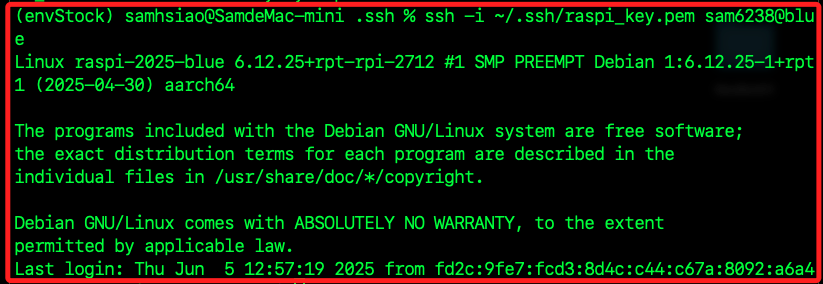 (envStock) samhsiao@SamdeMac-mini .ssh % ssh -i ~/.ssh/raspi_key.pem sam6238@blu
e
Linux raspi-2025-blue 6.12.25+rpt-rpi-2712 #1 SMP PREEMPT Debian 1:6.12.25-1+rpt
1 (2025-04-30) aarch64
The programs included with the Debian GNU/Linux system are free software;
the exact distribution terms for each program are described in the
individual files in /usr/share/doc/*/copyright.
Debian GNU/Linux comes with ABSOLUTELY NO WARRANTY, to the extent
permitted by applicable law.
Last login: Thu Jun  5 12:57:19 2025 from fd2c:9fe7:fcd3:8d4c:c44:c67a:8092:a6a4